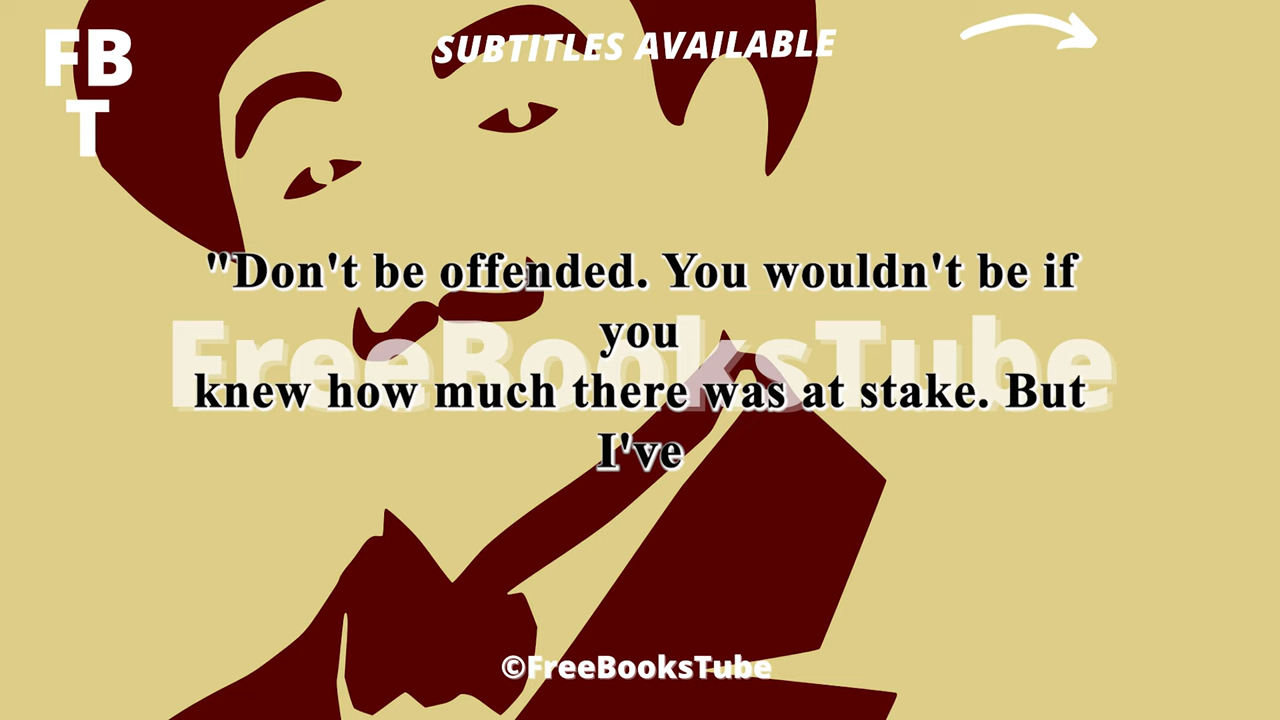 FB
T
SUBTITLES AVAILABLE
"Don't be offended. You wouldn't be if
you
knew how much there was at stake. But
I've
FreeBooksTube
©FreeBooksTube